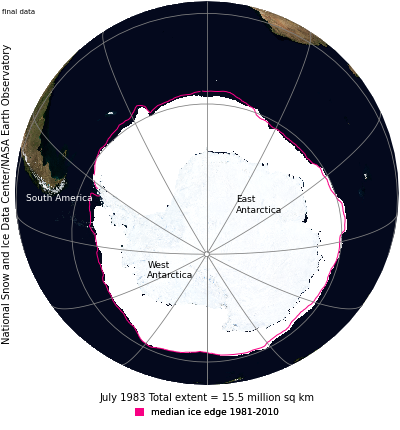 final data
National Snow and Ice Data Center/NASA Earth Observatory
South America
East
Antarctica
West
Antarctica
July 1983 Total extent = 15.5 million sq km
median ice edge 1981-2010